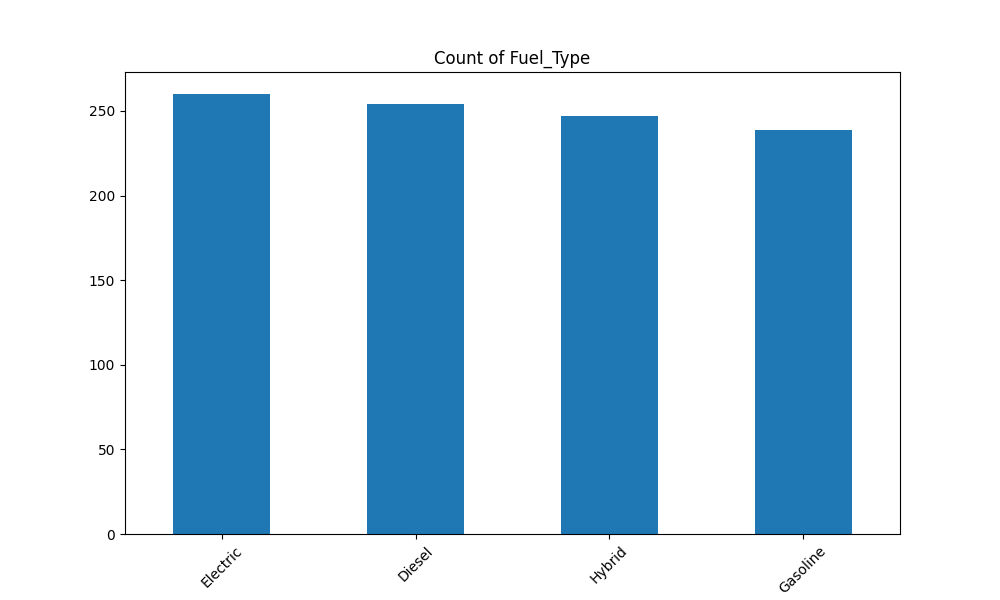 Count of Fuel_Type
250
200
150
100
50
0
Electric
Diesel
Hybrid
Gasoline